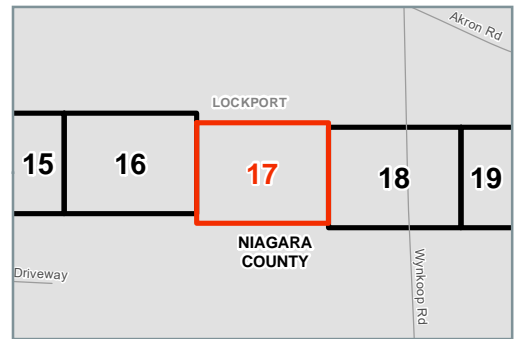 Akron Rd
LOCKPORT
15
16
17
18
19
NIAGARA
COUNTY
Driveway
Wynkoop Rd